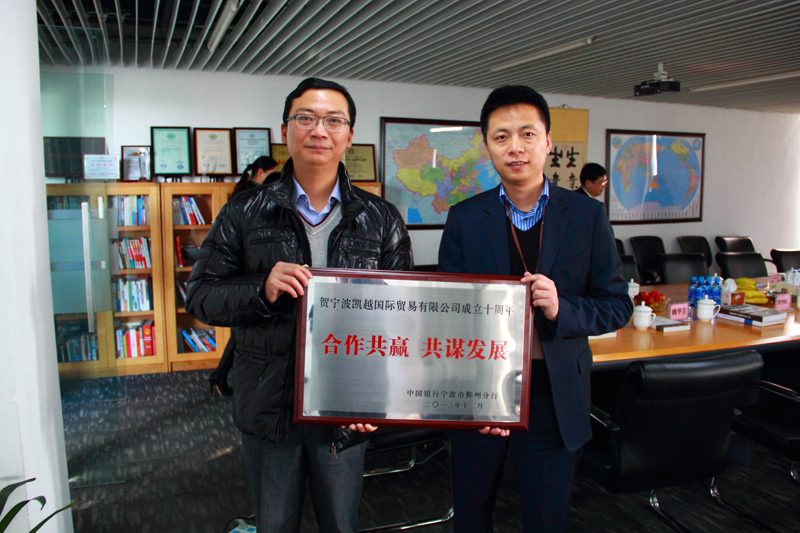 贺宁波凯越国际贸易有限公司成立十周年
合作共赢 共谋发展
中国银行宁波市鄞州分行
二〇一三年十二月